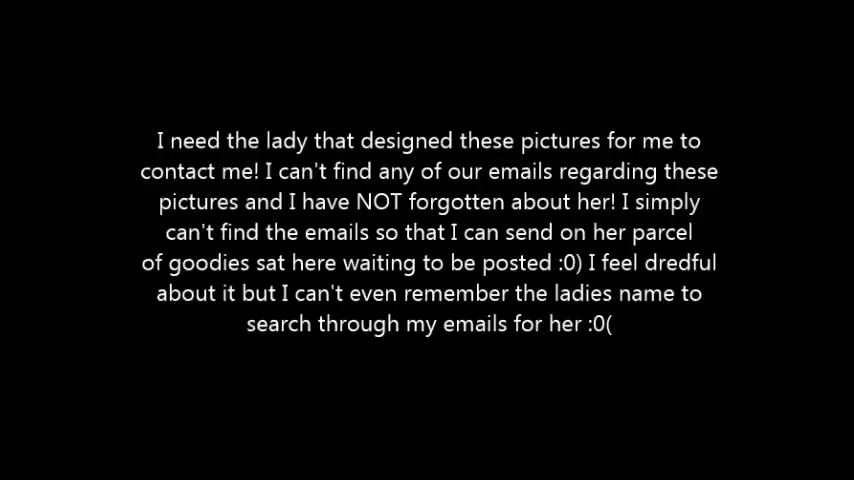 I need the lady that designed these pictures for me to
contact me! I can't find any of our emails regarding these
pictures and I have NOT forgotten about her! I simply
can't find the emails so that I can send on her parcel
of goodies sat here waiting to be posted :0) I feel dredful
about it but I can't even remember the ladies name to
search through my emails for her :0(